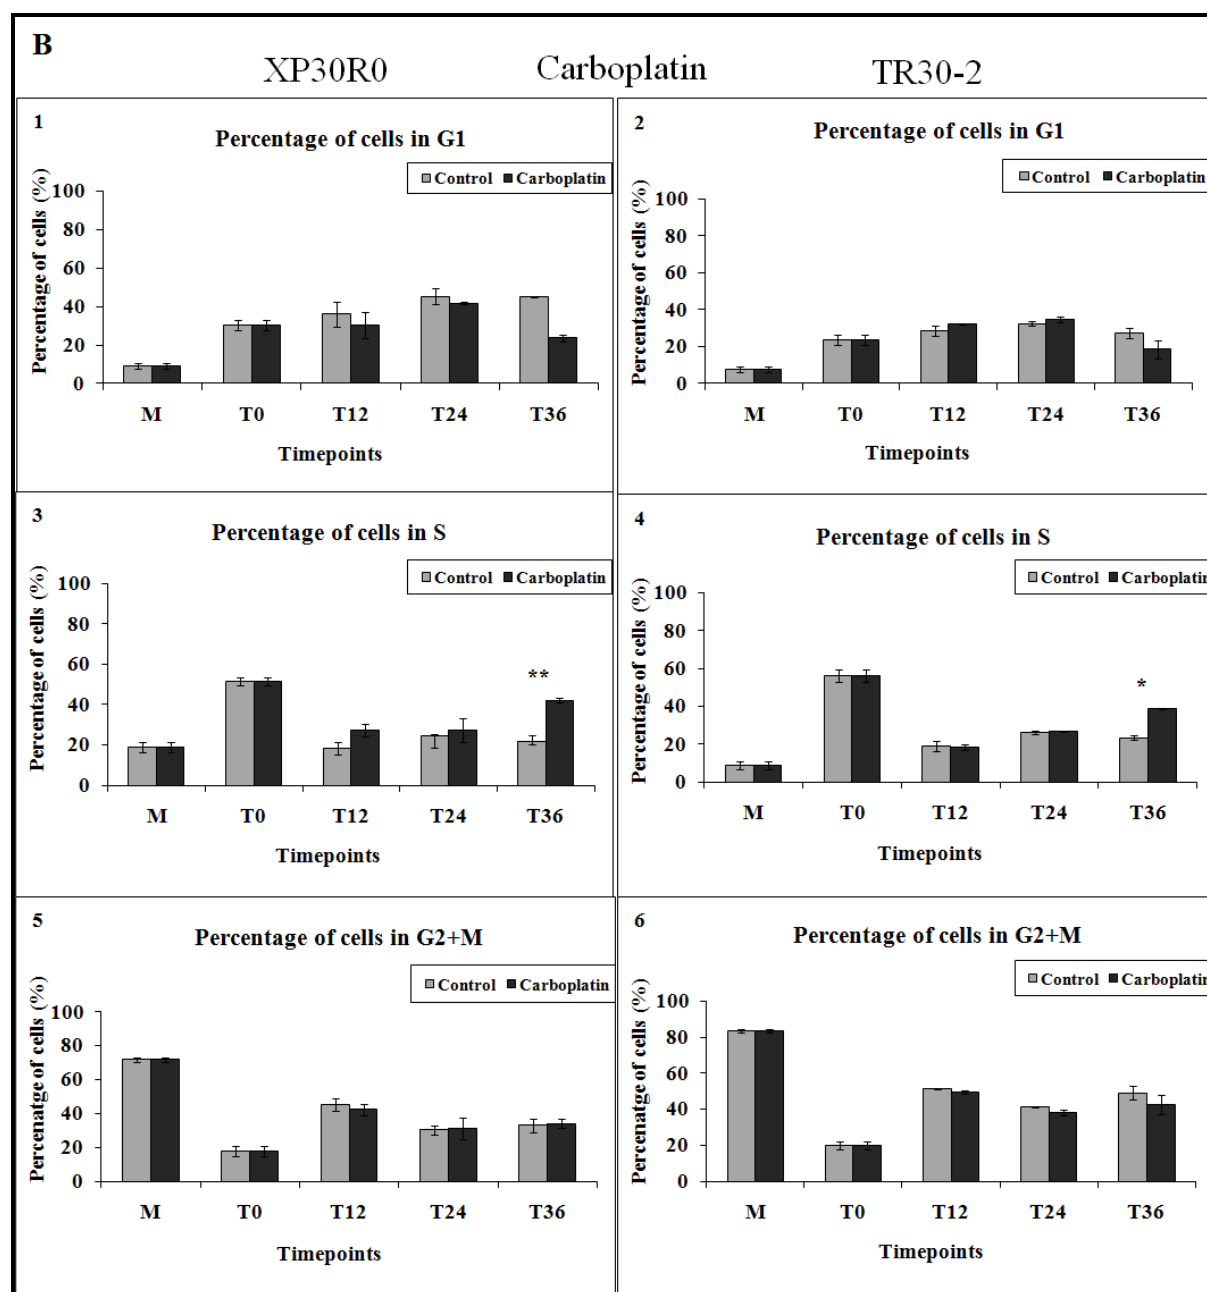 B
XP30R0 Carboplatin TR30-2
1
Percentage of cells in G1
Control Carboplatin
Percentage of cells (%)
100
80
60
40
20
0
M T0 T12 T24 T36
Timepoints
2
Percentage of cells in G1
Control Carboplatin
Percentage of cells (%)
100
80
60
40
20
0
M T0 T12 T24 T36
Timepoints
3
Percentage of cells in S
Control Carboplatin
Percentage of cells (%)
100
80
60
40
20
0
**
M T0 T12 T24 T36
Timepoints
4
Percentage of cells in S
Control Carboplatin
Percentage of cells (%)
100
80
60
40
20
0
*
M T0 T12 T24 T36
Timepoints
5
Percentage of cells in G2+M
Control Carboplatin
Percenatge of cells (%)
100
80
60
40
20
0
M T0 T12 T24 T36
Timepoints
6
Percentage of cells in G2+M
Control Carboplatin
Percenatge of cells (%)
100
80
60
40
20
0
M T0 T12 T24 T36
Timepoints